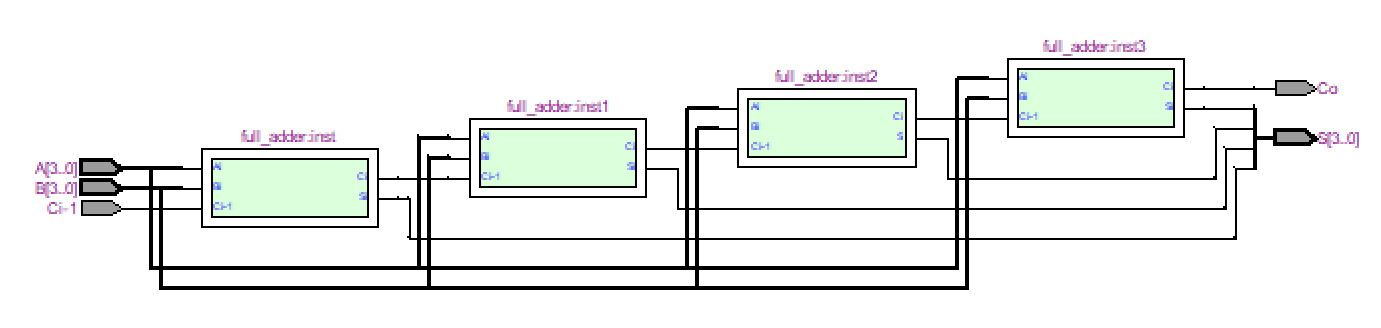 full_adder:inst3
Ai
Bi
Ci-1
Ci
Si
Co
S[3..0]
full_adder:inst2
Ai
Bi
Ci-1
Ci
S
full_adder:inst1
Ai
Bi
Ci-1
Ci
Si
full_adder:inst
Ai
Bi
Ci-1
Ci
Si
A[3..0]
B[3..0]
Ci-1